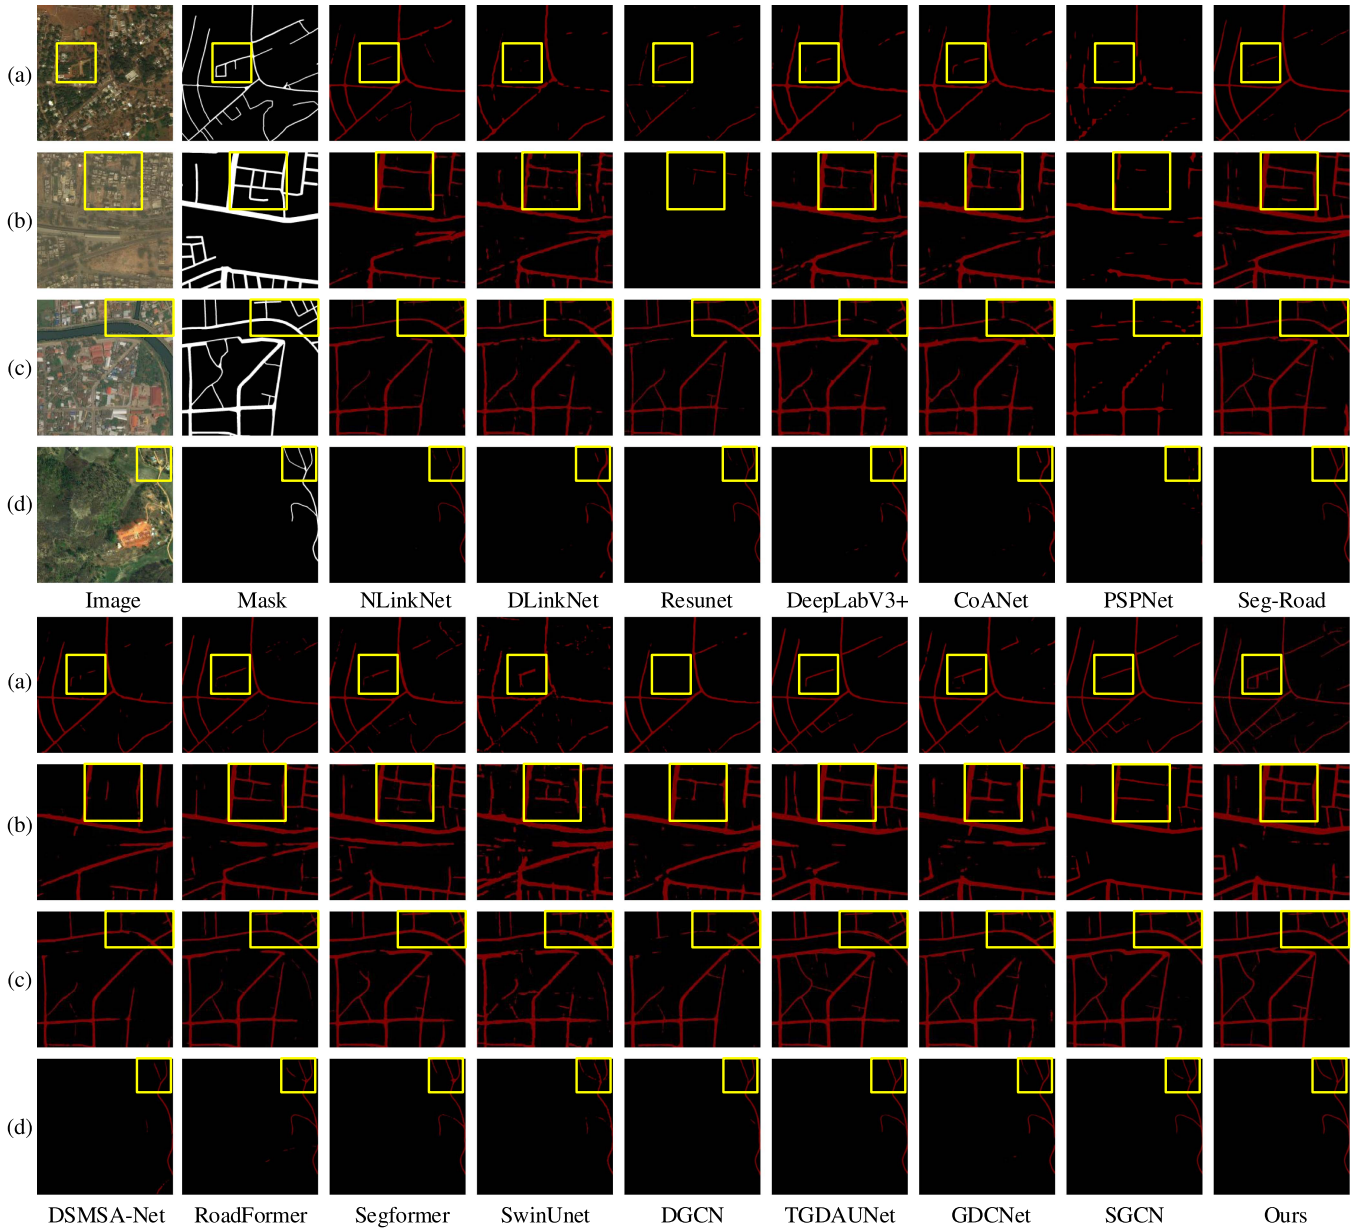 (a)
(b)
(c)
(d)
Image Mask NLinkNet DLinkNet Resunet DeepLabV3+ CoANet PSPNet Seg-Road
(a)
(b)
(c)
(d)
DSMSA-Net RoadFormer Segformer SwinUnet DGCN TGDAUNet GDCNet SGCN Ours